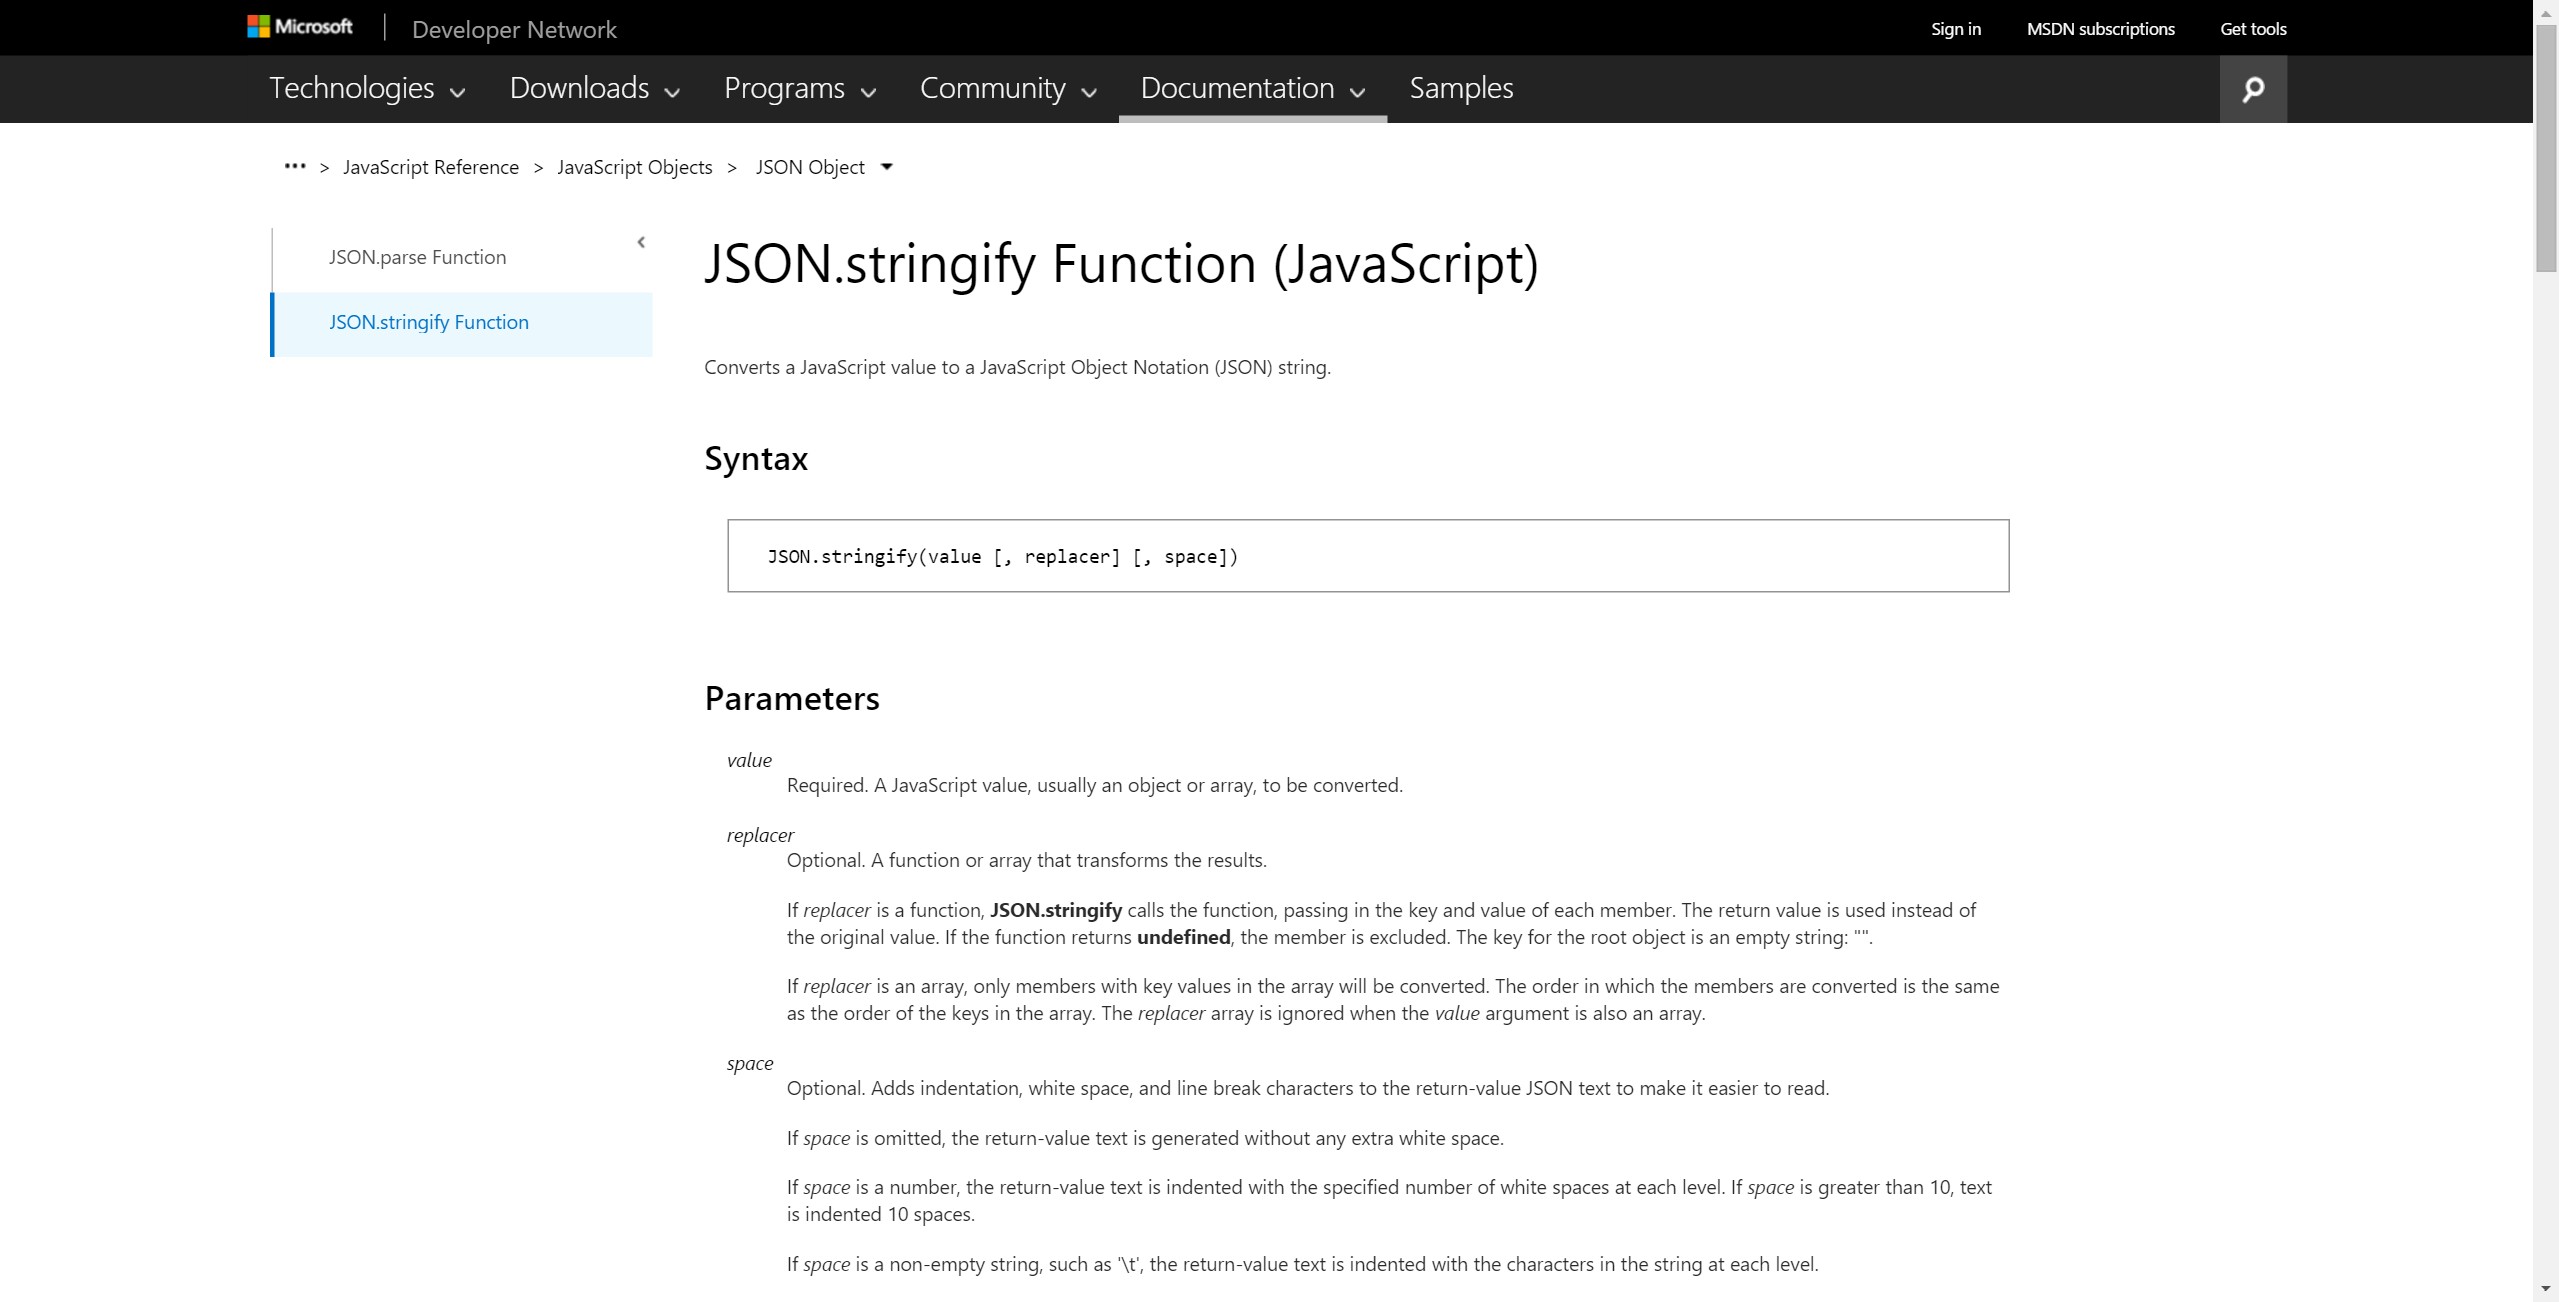 Microsoft | Developer Network
Sign in
MSDN subscriptions
Get tools
Technologies
Downloads
Programs
Community
Documentation
Samples
••• > JavaScript Reference > JavaScript Objects > JSON Object
JSON.parse Function
JSON.stringify Function
JSON.stringify Function (JavaScript)
Converts a JavaScript value to a JavaScript Object Notation (JSON) string.
Syntax
JSON.stringify(value [, replacer] [, space])
Parameters
value
Required. A JavaScript value, usually an object or array, to be converted.
replacer
Optional. A function or array that transforms the results.
If replacer is a function, JSON.stringify calls the function, passing in the key and value of each member. The return value is used instead of
the original value. If the function returns undefined, the member is excluded. The key for the root object is an empty string: "".
If replacer is an array, only members with key values in the array will be converted. The order in which the members are converted is the same
as the order of the keys in the array. The replacer array is ignored when the value argument is also an array.
space
Optional. Adds indentation, white space, and line break characters to the return-value JSON text to make it easier to read.
If space is omitted, the return-value text is generated without any extra white space.
If space is a number, the return-value text is indented with the specified number of white spaces at each level. If space is greater than 10, text
is indented 10 spaces.
If space is a non-empty string, such as '\t', the return-value text is indented with the characters in the string at each level.